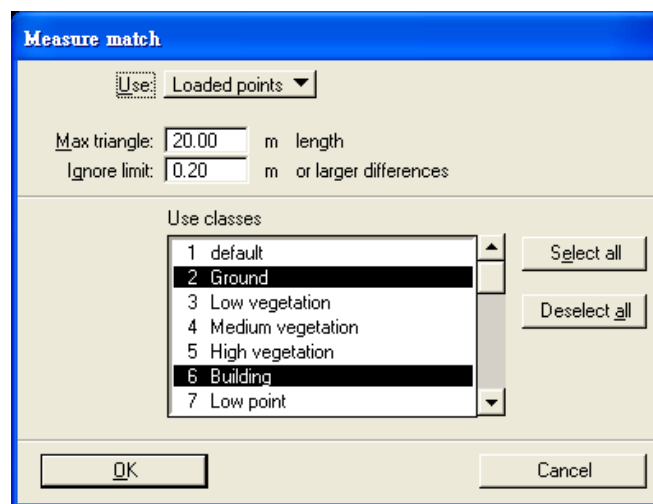 Measure match
Use: Loaded points
Max triangle: 20.00 m length
Ignore limit: 0.20 m or larger differences
Use classes
1 default
2 Ground
3 Low vegetation
4 Medium vegetation
5 High vegetation
6 Building
7 Low point
Select all
Deselect all
OK
Cancel